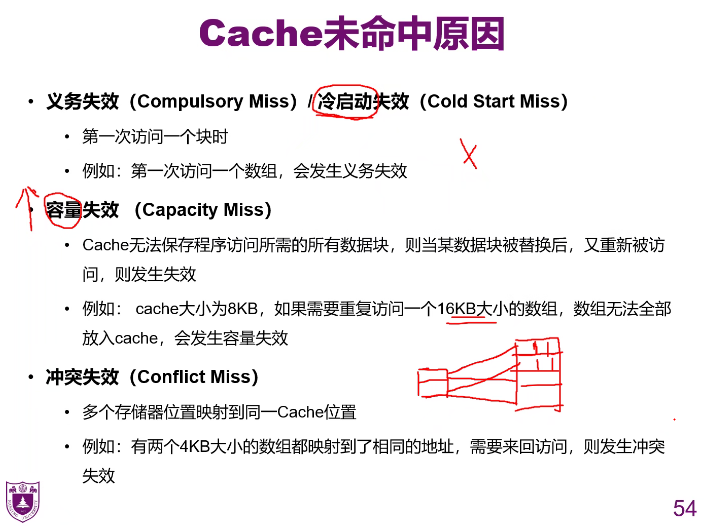 Cache未命中原因
• 义务失效（Compulsory Miss）/ 冷启动失效（Cold Start Miss）
• 第一次访问一个块时
• 例如：第一次访问一个数组，会发生义务失效
• 容量失效 （Capacity Miss）
• Cache无法保存程序访问所需的所有数据块，则当某数据块被替换后，又重新被访
问，则发生失效
• 例如： cache大小为8KB，如果需要重复访问一个16KB大小的数组，数组无法全部
放入cache，会发生容量失效
• 冲突失效（Conflict Miss）
• 多个存储器位置映射到同一Cache位置
• 例如：有两个4KB大小的数组都映射到了相同的地址，需要来回访问，则发生冲突
失效
54